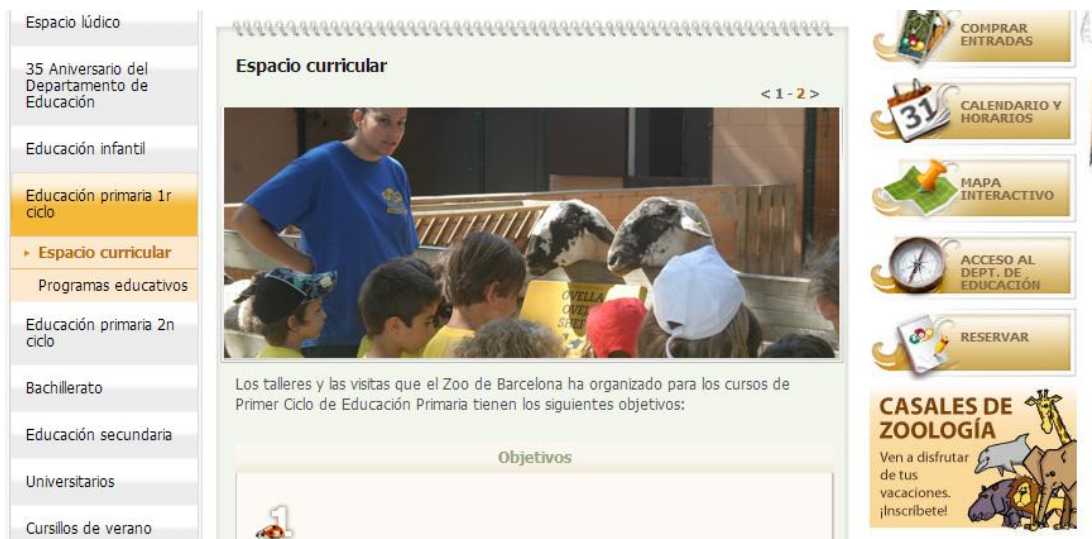 Espacio lúdico
35 Aniversario del
Departamento de
Educación
Educación infantil
Educación primaria 1r
ciclo
Espacio curricular
Programas educativos
Educación primaria 2n
ciclo
Bachillerato
Educación secundaria
Universitarios
Cursillos de verano
Espacio curricular
< 1 - 2 >
OVELLA
Los talleres y las visitas que el Zoo de Barcelona ha organizado para los cursos de
Primer Ciclo de Educación Primaria tienen los siguientes objetivos:
Objetivos
1
COMPRAR
ENTRADAS
31
CALENDARIO Y
HORARIOS
MAPA
INTERACTIVO
ACCESO AL
DEPT. DE
EDUCACIÓN
RESERVAR
CASALES DE
ZOOLOGÍA
Ven a disfrutar
de tus
vacaciones.
¡Inscríbete!